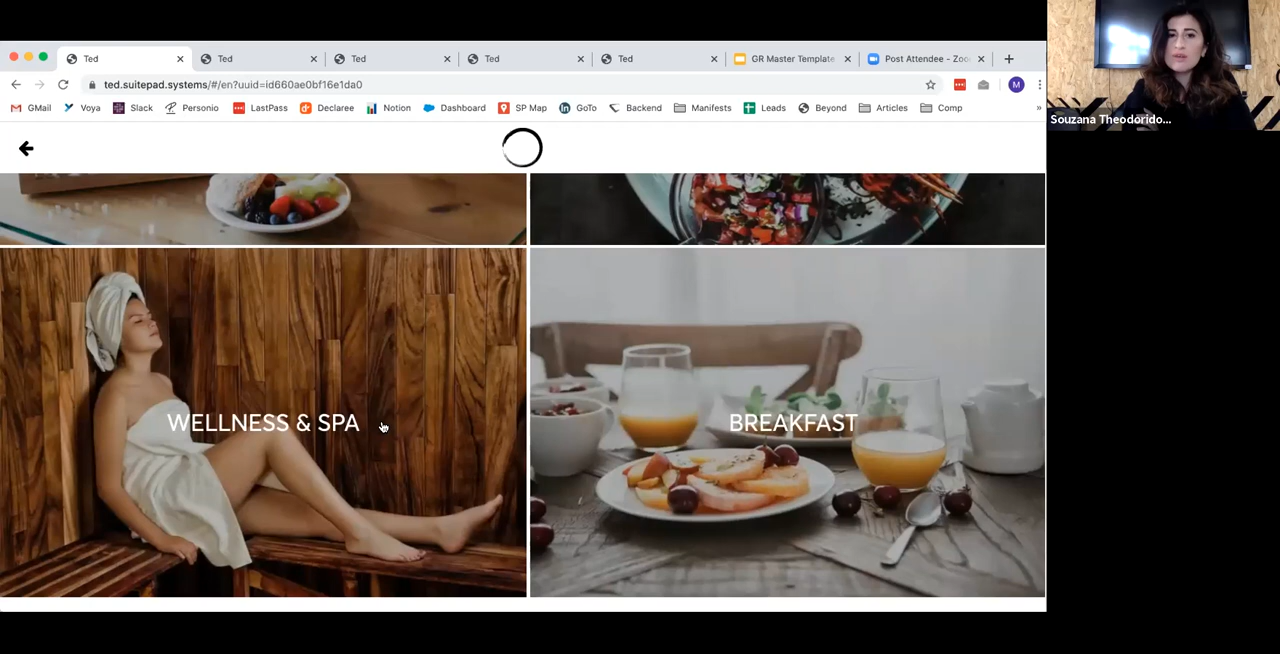 Ted
Ted
Ted
Ted
Ted
GR Master Template
Post Attendee - Zoo
ted.suitepad.systems/#/en?uuid=id660ae0bf16e1da0
M
GMail
Voya
Slack
Personio
LastPass
Declaree
Notion
Dashboard
SP Map
GoTo
Backend
Manifests
Leads
Beyond
Articles
Comp
»
Souzana Theodorido...
WELLNESS & SPA
BREAKFAST